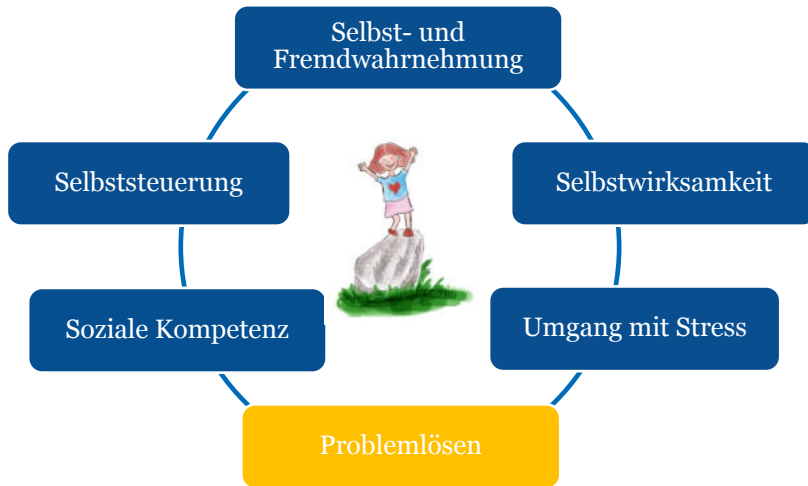 Selbst- und
Fremdwahrnehmung
Selbststeuerung
Selbstwirksamkeit
Soziale Kompetenz
Umgang mit Stress
Problemlösen